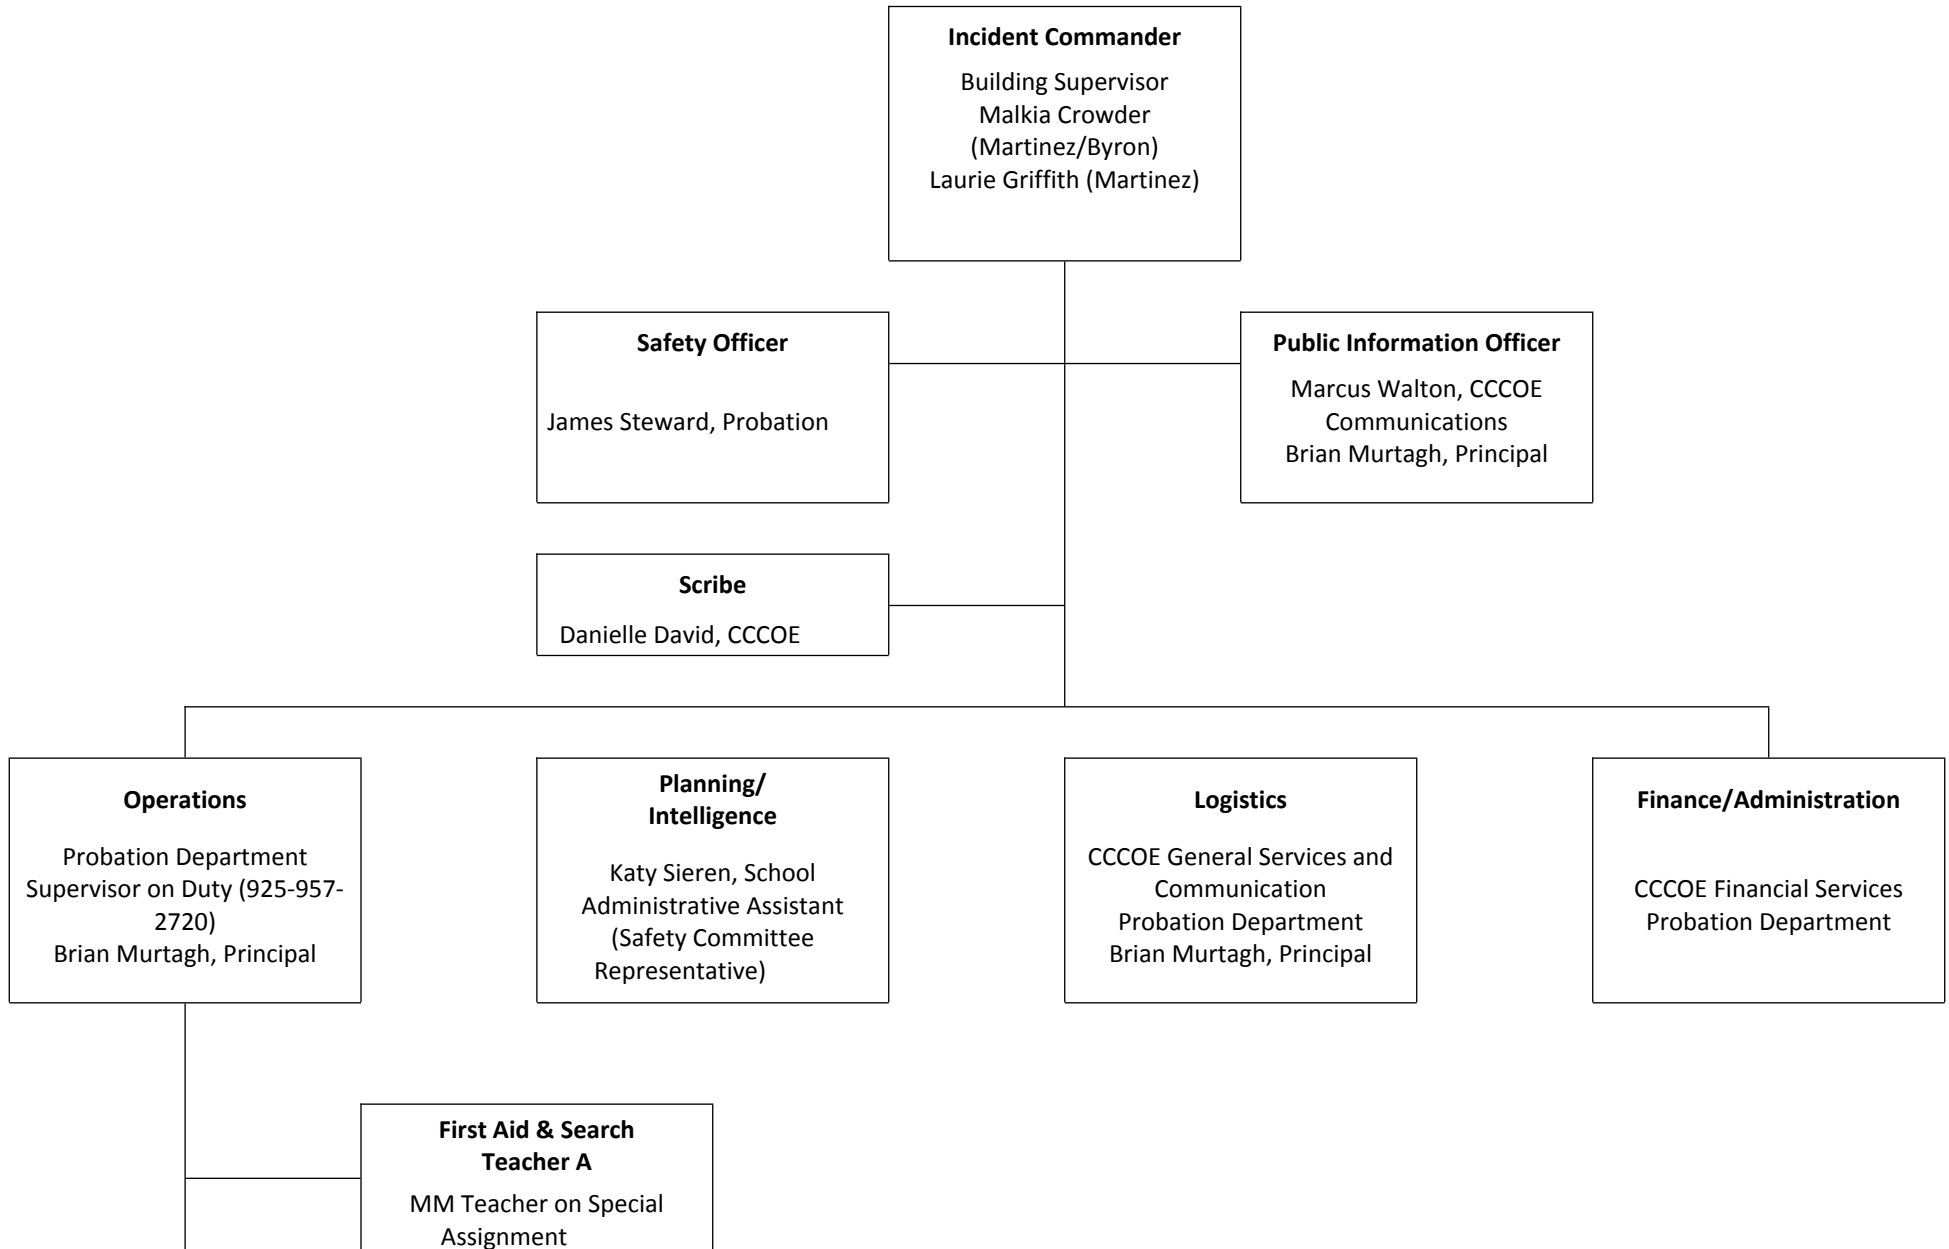 Incident Commander
Building Supervisor
Malkia Crowder
(Martinez/Byron)
Laurie Griffith (Martinez)
Safety Officer
James Steward, Probation
Public Information Officer
Marcus Walton, CCCOE
Communications
Brian Murtagh, Principal
Scribe
Danielle David, CCCOE
Operations
Probation Department
Supervisor on Duty (925-957-
2720)
Brian Murtagh, Principal
Planning/
Intelligence
Katy Sieren, School
Administrative Assistant
(Safety Committee
Representative)
Logistics
CCCOE General Services and
Communication
Probation Department
Brian Murtagh, Principal
Finance/Administration
CCCOE Financial Services
Probation Department
First Aid & Search
Teacher A
MM Teacher on Special
Assignment